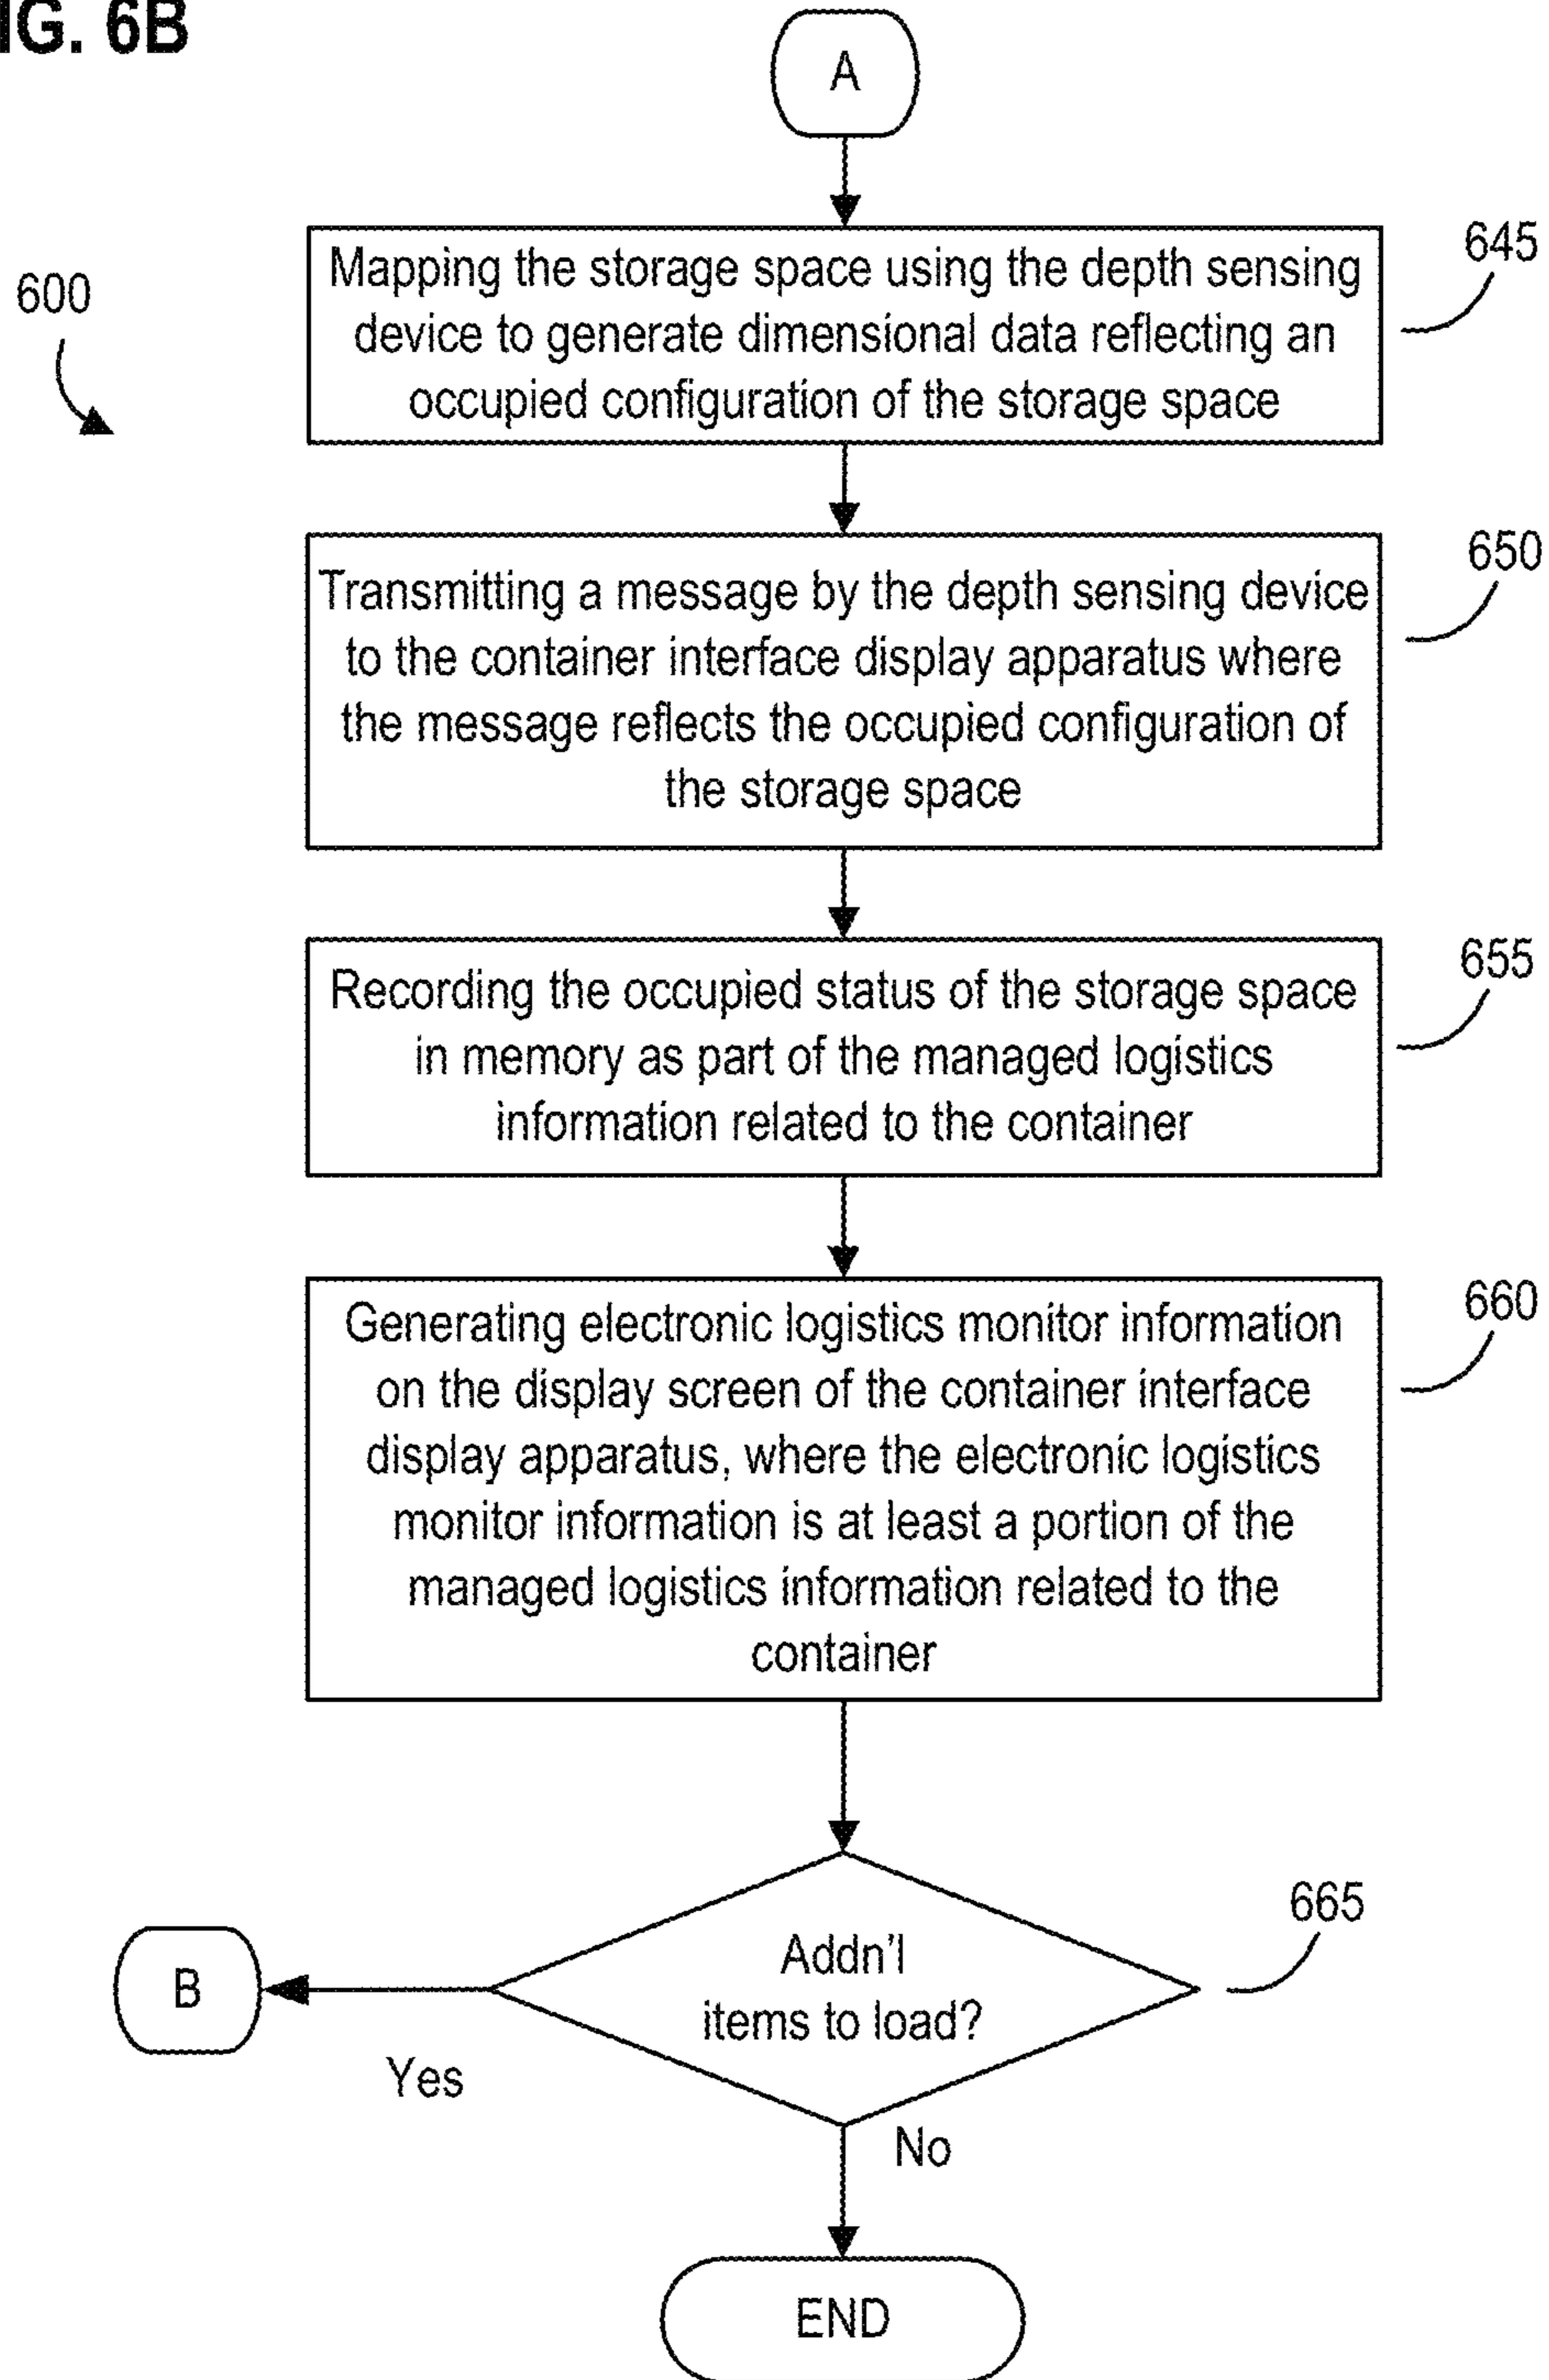 IG. 6B
A
600
Mapping the storage space using the depth sensing
device to generate dimensional data reflecting an
occupied configuration of the storage space
645
Transmitting a message by the depth sensing device
to the container interface display apparatus where
the message reflects the occupied configuration of
the storage space
650
Recording the occupied status of the storage space
in memory as part of the managed logistics
information related to the container
655
Generating electronic logistics monitor information
on the display screen of the container interface
display apparatus, where the electronic logistics
monitor information is at least a portion of the
managed logistics information related to the
container
660
Addn'l
items to load?
665
B
Yes
No
END